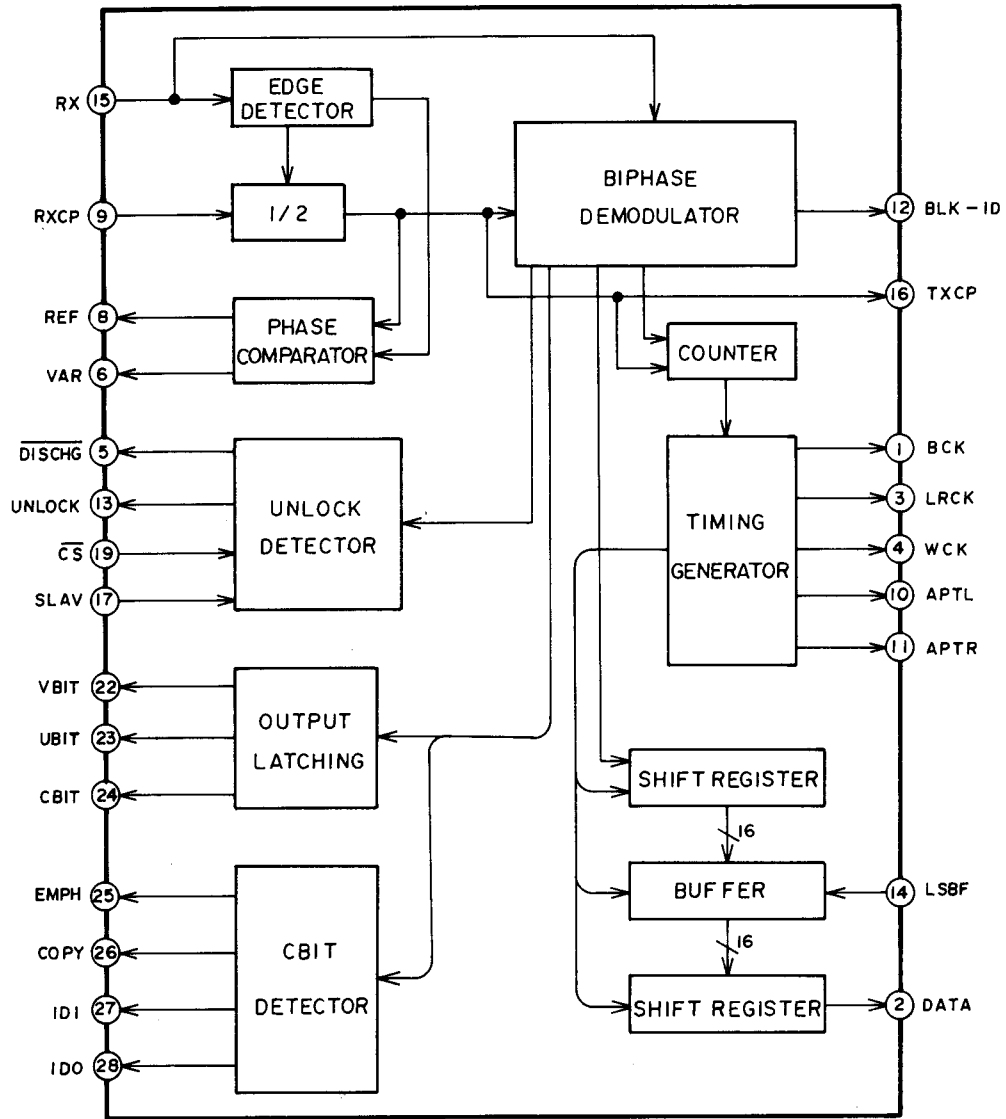 RX 15
EDGE
DETECTOR
BIPHASE
DEMODULATOR
RXCP 9
1/2
12 BLK-ID
16 TXCP
REF 8
PHASE
COMPARATOR
VAR 6
COUNTER
DISCHG 5
UNLOCK 13
CS 19
SLAV 17
UNLOCK
DETECTOR
TIMING
GENERATOR
1 BCK
3 LRCK
4 WCK
10 APTL
11 APTR
VBIT 22
UBIT 23
CBIT 24
OUTPUT
LATCHING
SHIFT REGISTER
16
BUFFER
14 LSBF
16
SHIFT REGISTER
2 DATA
EMPH 25
COPY 26
ID1 27
ID0 28
CBIT
DETECTOR